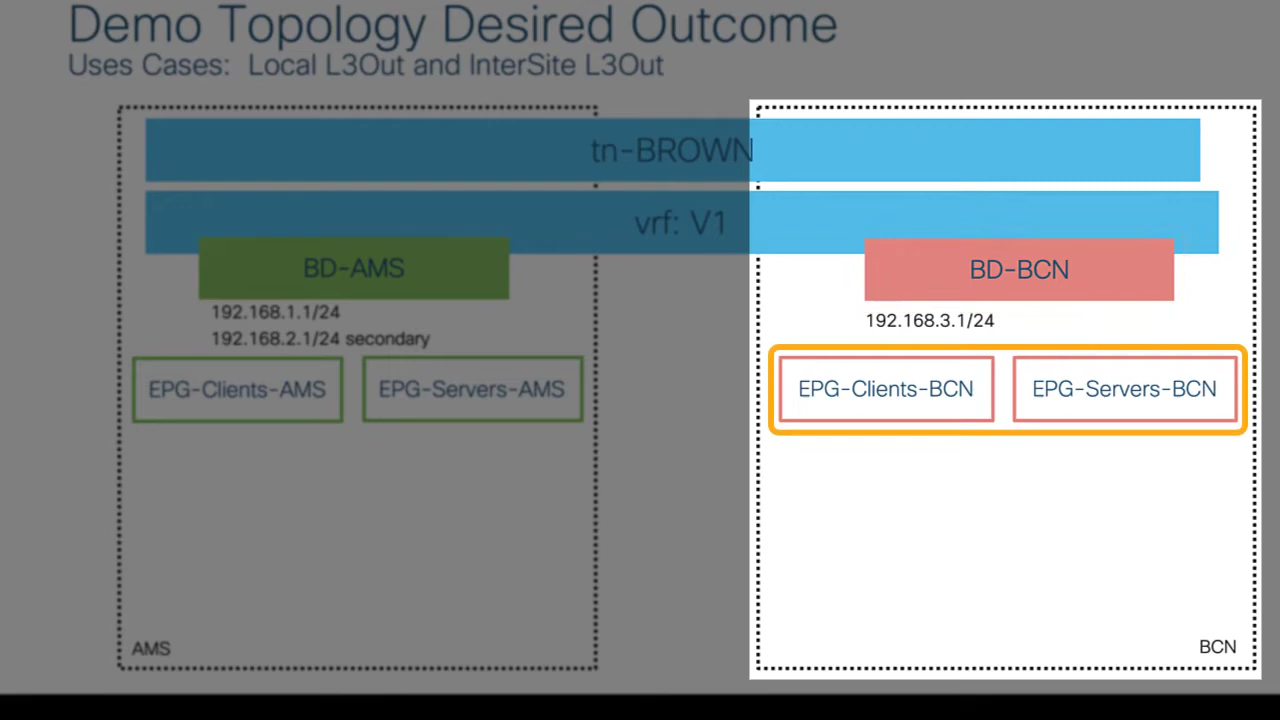 Demo Topology Desired Outcome
Uses Cases: Local L3Out and InterSite L3Out
tn-BROWN
vrf: V1
BD-AMS
192.168.1.1/24
192.168.2.1/24 secondary
EPG-Clients-AMS
EPG-Servers-AMS
AMS
BD-BCN
192.168.3.1/24
EPG-Clients-BCN
EPG-Servers-BCN
BCN